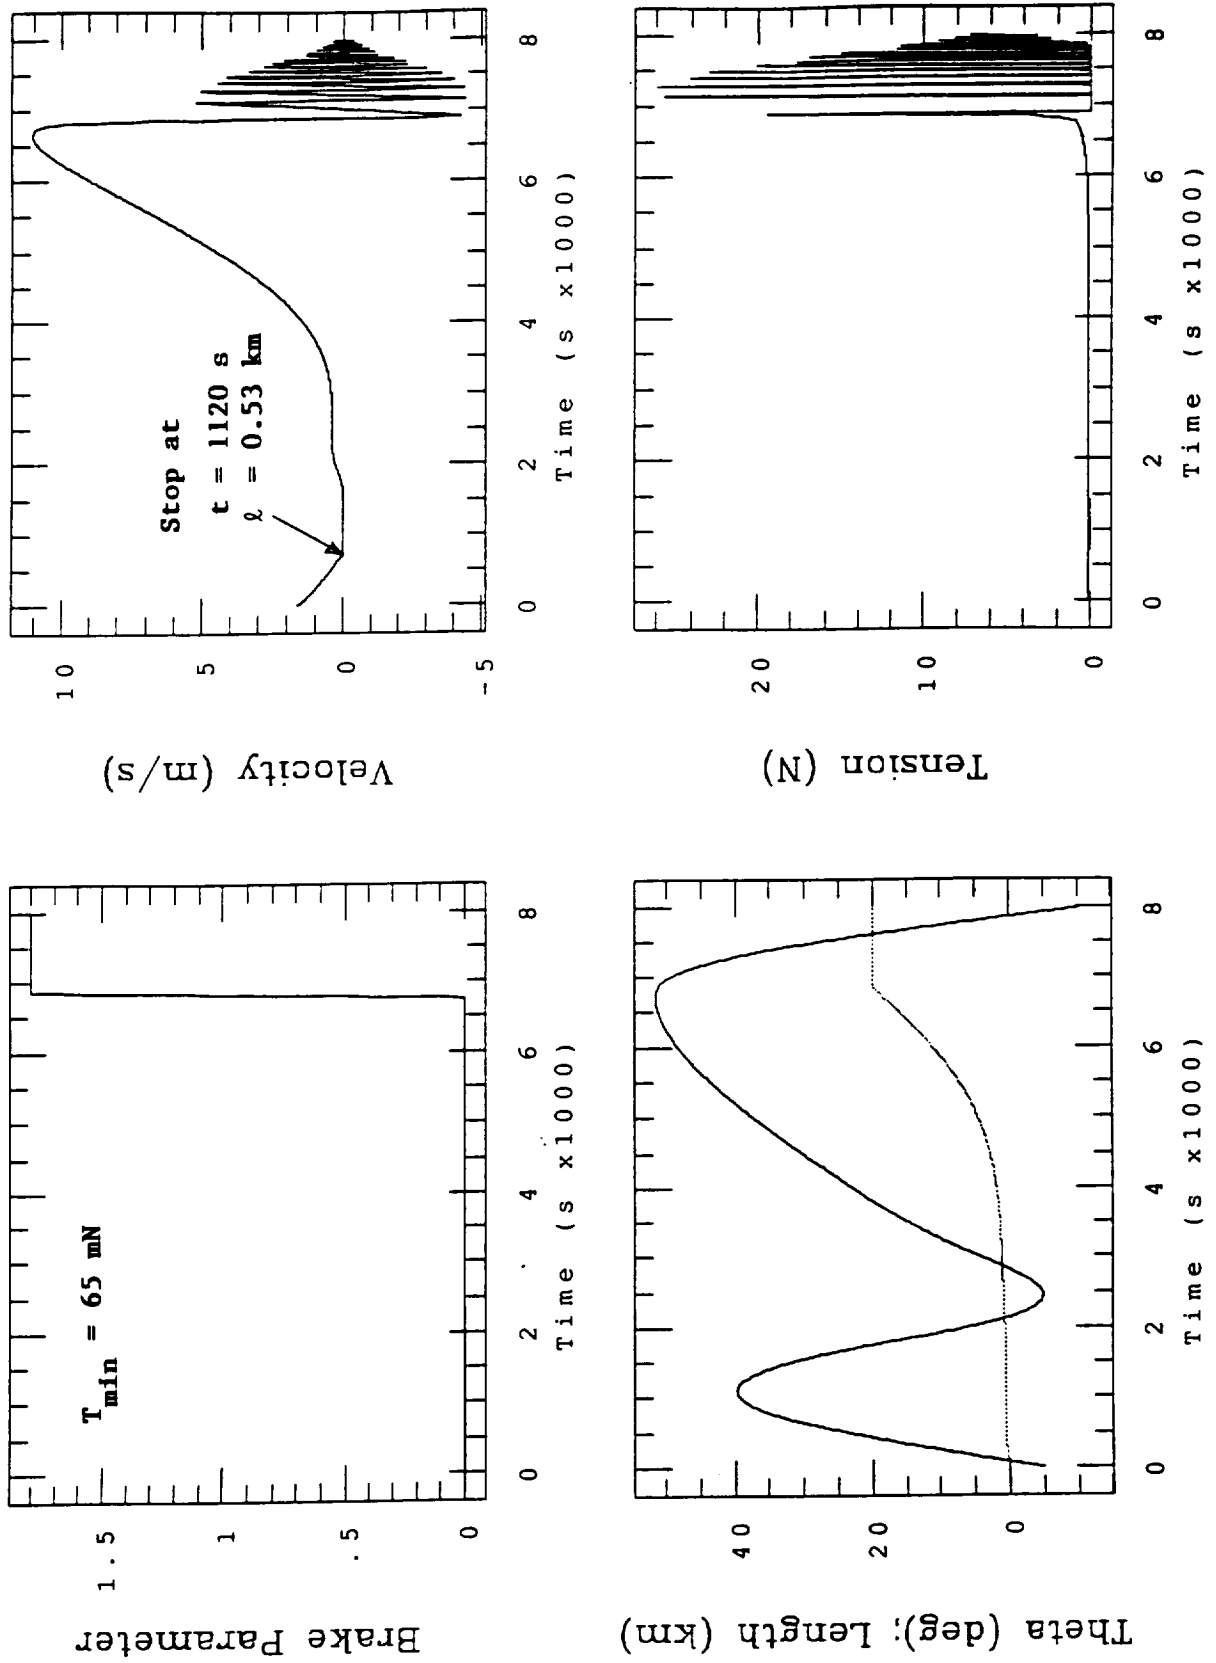 1.5
1
.5
0
Brake Parameter
T min = 65 mN
0 2 4 6 8
Time (s x1000)
10
5
0
-5
Velocity (m/s)
Stop at
t = 1120 s
ℓ = 0.53 km
0 2 4 6 8
Time (s x1000)
40
20
0
Theta (deg); Length (km)
0 2 4 6 8
Time (s x1000)
20
10
0
Tension (N)
0 2 4 6 8
Time (s x1000)